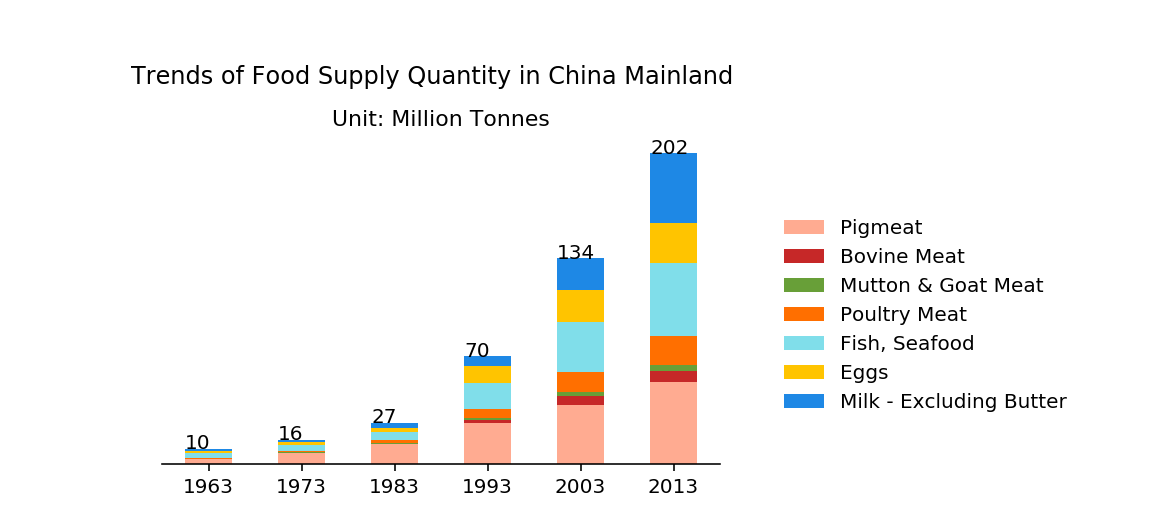 Trends of Food Supply Quantity in China Mainland
Unit: Million Tonnes
202
134
70
27
16
10
Pigmeat
Bovine Meat
Mutton & Goat Meat
Poultry Meat
Fish, Seafood
Eggs
Milk - Excluding Butter
1963 1973 1983 1993 2003 2013